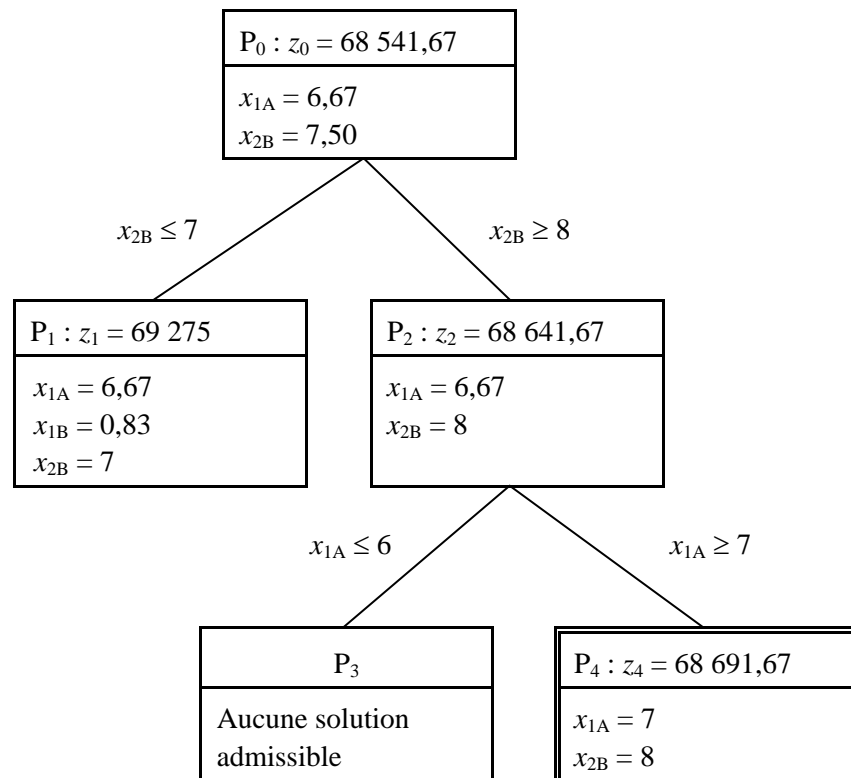 P₀ : z₀ = 68 541,67
x₁A = 6,67
x₂B = 7,50
x₂B ≤ 7
x₂B ≥ 8
P₁ : z₁ = 69 275
x₁A = 6,67
x₁B = 0,83
x₂B = 7
P₂ : z₂ = 68 641,67
x₁A = 6,67
x₂B = 8
x₁A ≤ 6
x₁A ≥ 7
P₃
Aucune solution
admissible
P₄ : z₄ = 68 691,67
x₁A = 7
x₂B = 8